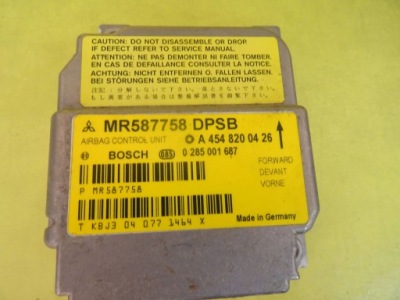 CAUTION: DO NOT DISASSEMBLE OR DROP.
IF DEFECT REFER TO SERVICE MANUAL.
ATTENTION: NE PAS DEMONTER NI FAIRE TOMBER.
EN CAS DE DEFAILLANCE CONSULTER LA NOTICE.
ACHTUNG: NICHT ENTFERNEN O. FALLEN LASSEN.
BEI STÖRUNGEN SIEHE BETRIEBSANLEITUNG.
MR587758 DPSB
AIRBAG CONTROL UNIT
A 454 820 04 26
BOSCH
0 285 001 687
FORWARD
DEVANT
VORNE
P MR587758
T KBJ3 04 077 1464 X
Made in Germany